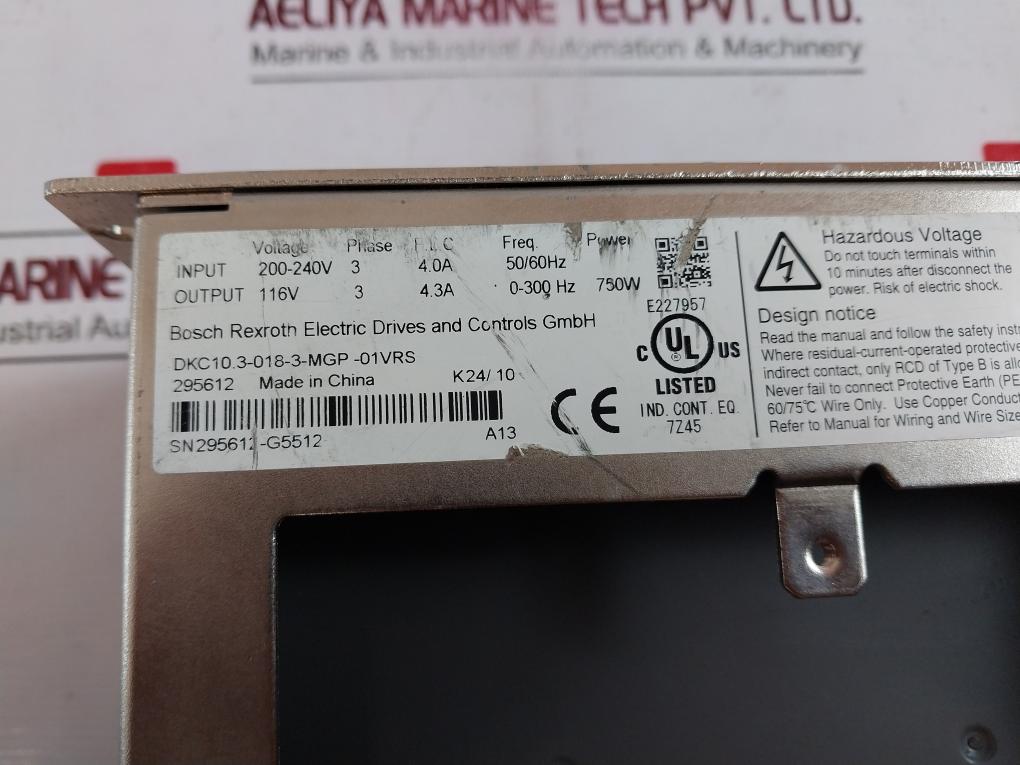 AELIYA MARINE TECH PVT. LTD.
Marine & Industrial Automation & Machinery
ARINE
ustrial Au
Voltage Phase F.L.C Freq. Power
INPUT 200-240V 3 4.0A 50/60Hz
OUTPUT 116V 3 4.3A 0-300 Hz 750W
Bosch Rexroth Electric Drives and Controls GmbH
DKC10.3-018-3-MGP -01VRS
295612 Made in China K24/ 10
SN295612-G5512 A13
CE
E227957
C UL US
LISTED
IND. CONT. EQ.
7Z45
Hazardous Voltage
Do not touch terminals within
10 minutes after disconnect the
power. Risk of electric shock.
Design notice
Read the manual and follow the safety instr
Where residual-current-operated protective
indirect contact, only RCD of Type B is allo
Never fail to connect Protective Earth (PE
60/75℃ Wire Only. Use Copper Conduct
Refer to Manual for Wiring and Wire Size